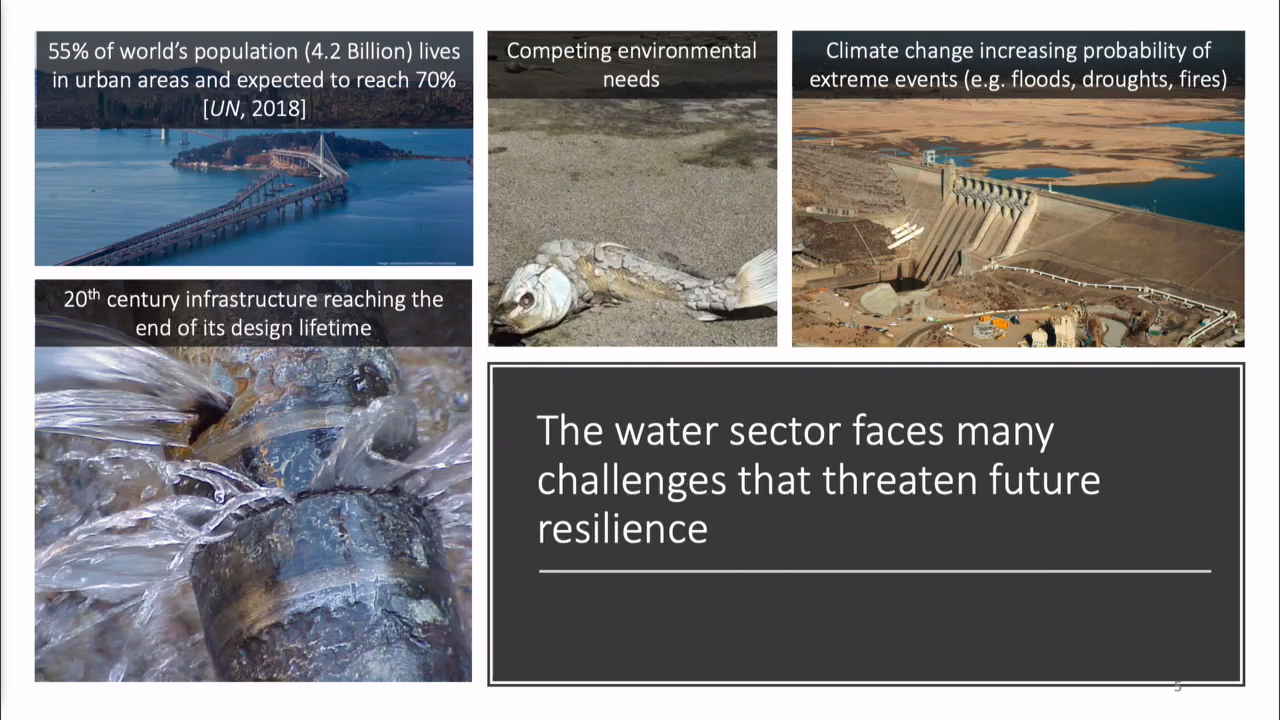 55% of world's population (4.2 Billion) lives
in urban areas and expected to reach 70%
[UN, 2018]
Competing environmental
needs
Climate change increasing probability of
extreme events (e.g. floods, droughts, fires)
20th century infrastructure reaching the
end of its design lifetime
The water sector faces many
challenges that threaten future
resilience
5